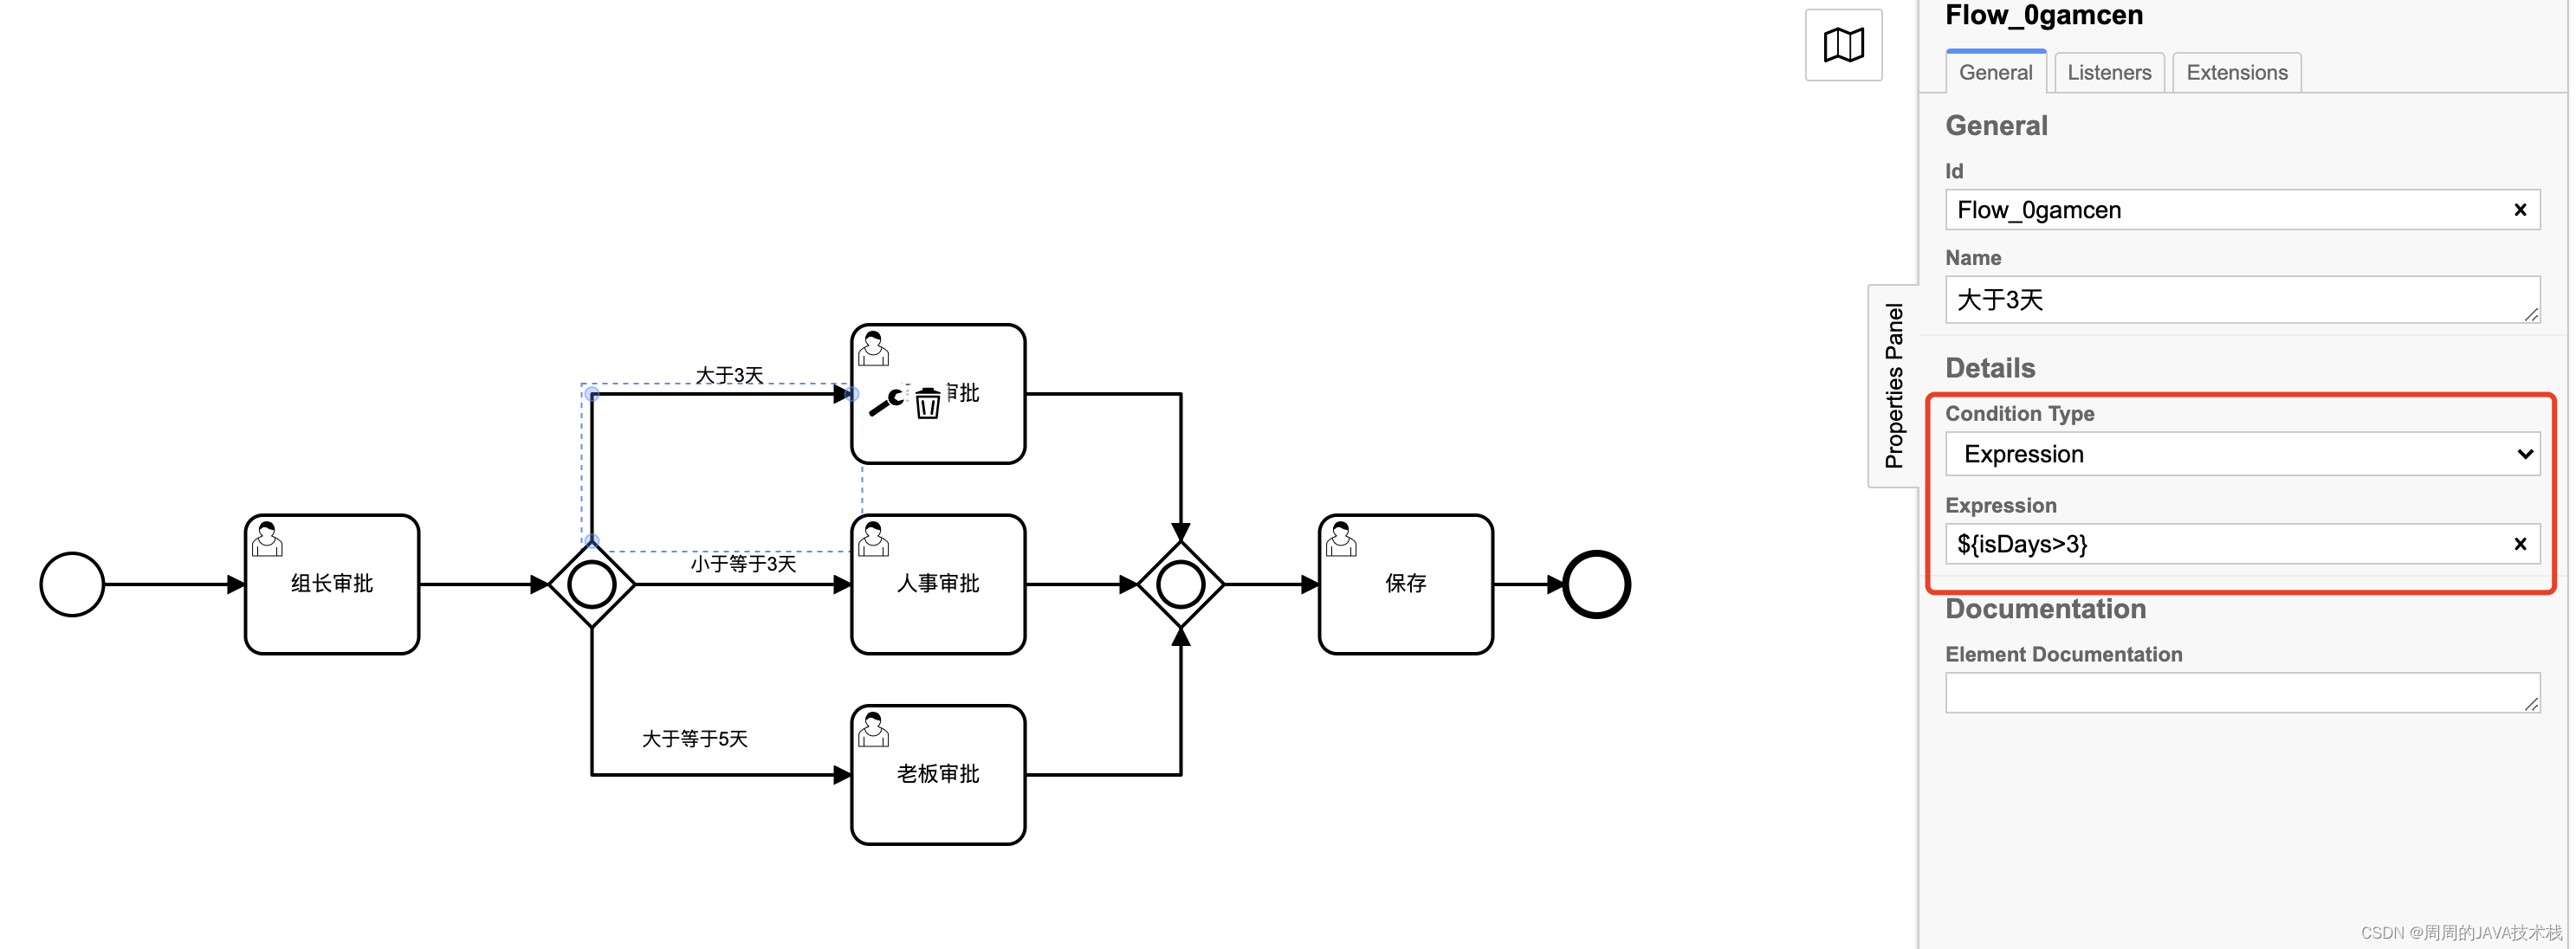 大于3天
审批
组长审批
小于等于3天
人事审批
保存
大于等于5天
老板审批
Properties Panel
Flow_0gamcen
General
Listeners
Extensions
General
Id
Flow_0gamcen
Name
大于3天
Details
Condition Type
Expression
Expression
${isDays>3}
Documentation
Element Documentation
CSDN @周周的JAVA技术栈